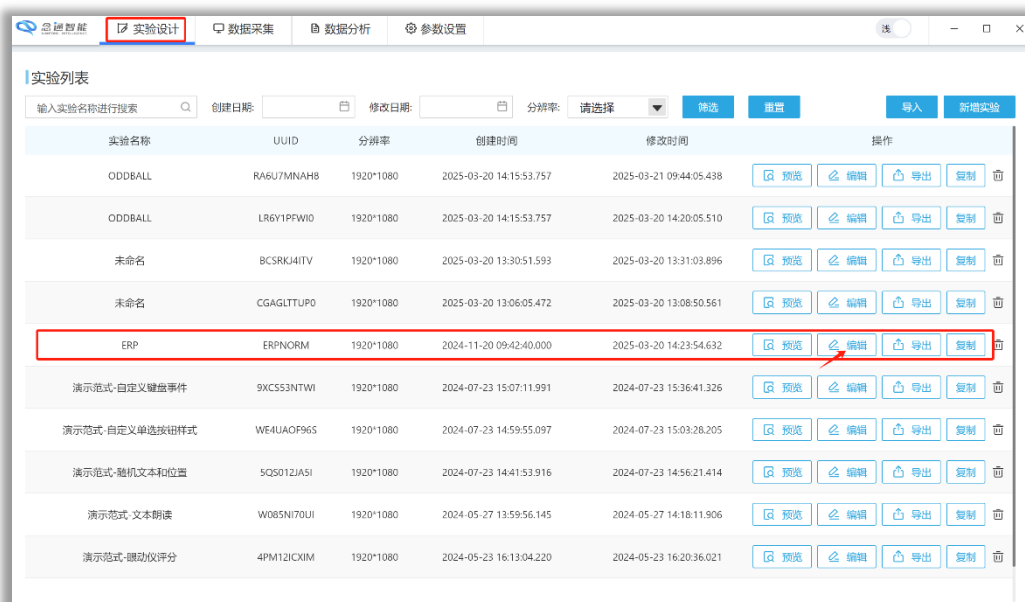 念通智能 实验设计 数据采集 数据分析 参数设置 浅
实验列表
输入实验名称进行搜索 创建日期: 修改日期: 分辨率: 请选择 筛选 重置 导入 新增实验
实验名称 UUID 分辨率 创建时间 修改时间 操作
ODDBALL RA6U7MNAH8 1920*1080 2025-03-20 14:15:53.757 2025-03-21 09:44:05.438 预览 编辑 导出 复制
ODDBALL LR6Y1PFWI0 1920*1080 2025-03-20 14:15:53.757 2025-03-20 14:20:05.510 预览 编辑 导出 复制
未命名 BCSRKJ4ITV 1920*1080 2025-03-20 13:30:51.593 2025-03-20 13:31:03.896 预览 编辑 导出 复制
未命名 CGAGLTTUP0 1920*1080 2025-03-20 13:06:05.472 2025-03-20 13:08:50.561 预览 编辑 导出 复制
ERP ERPNORM 1920*1080 2024-11-20 09:42:40.000 2025-03-20 14:23:54.632 预览 编辑 导出 复制
演示范式-自定义键盘事件 9XCS53NTWI 1920*1080 2024-07-23 15:07:11.991 2024-07-23 15:36:41.326 预览 编辑 导出 复制
演示范式-自定义单选按钮样式 WE4UAOF96S 1920*1080 2024-07-23 14:59:55.097 2024-07-23 15:03:28.205 预览 编辑 导出 复制
演示范式-随机文本和位置 5QS012JA5I 1920*1080 2024-07-23 14:41:53.916 2024-07-23 14:56:21.414 预览 编辑 导出 复制
演示范式-文本朗读 W085NI70UI 1920*1080 2024-05-27 13:59:56.145 2024-05-27 14:18:11.906 预览 编辑 导出 复制
演示范式-眼动仪评分 4PM12ICXIM 1920*1080 2024-05-23 16:13:04.220 2024-05-23 16:20:36.021 预览 编辑 导出 复制